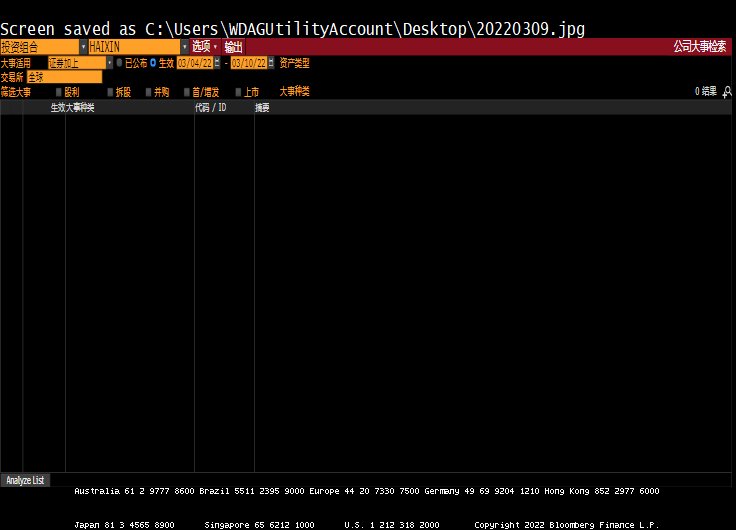 Screen saved as C:\Users\WDAGUtilityAccount\Desktop\20220309.jpg
投资组合 HAIXIN 选项 输出 公司大事检索
大事适用 证券加上 已公布 生效 03/04/22 - 03/10/22 资产类型
交易所 全球
筛选大事 股利 拆股 并购 首/增发 上市 大事种类 0 结果
生效 大事种类 代码 / ID 摘要
Analyze List
Australia 61 2 9777 8600 Brazil 5511 2395 9000 Europe 44 20 7330 7500 Germany 49 69 9204 1210 Hong Kong 852 2977 6000
Japan 81 3 4565 8900 Singapore 65 6212 1000 U.S. 1 212 318 2000 Copyright 2022 Bloomberg Finance L.P.